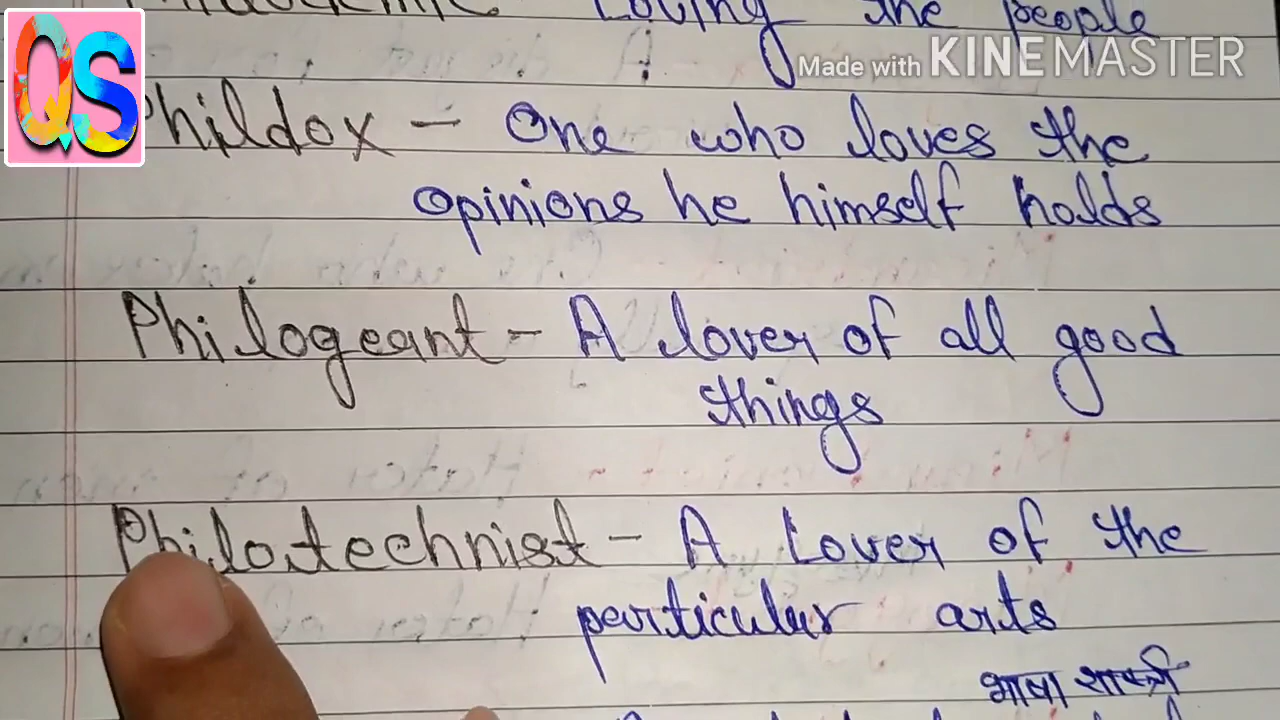 Loving the people
Made with KINEMASTER
QS
Phildox - One who loves the
opinions he himself holds
Philogeant - A lover of all good
things
Philotechnist - A Lover of the
particular arts
भाषा शास्त्री